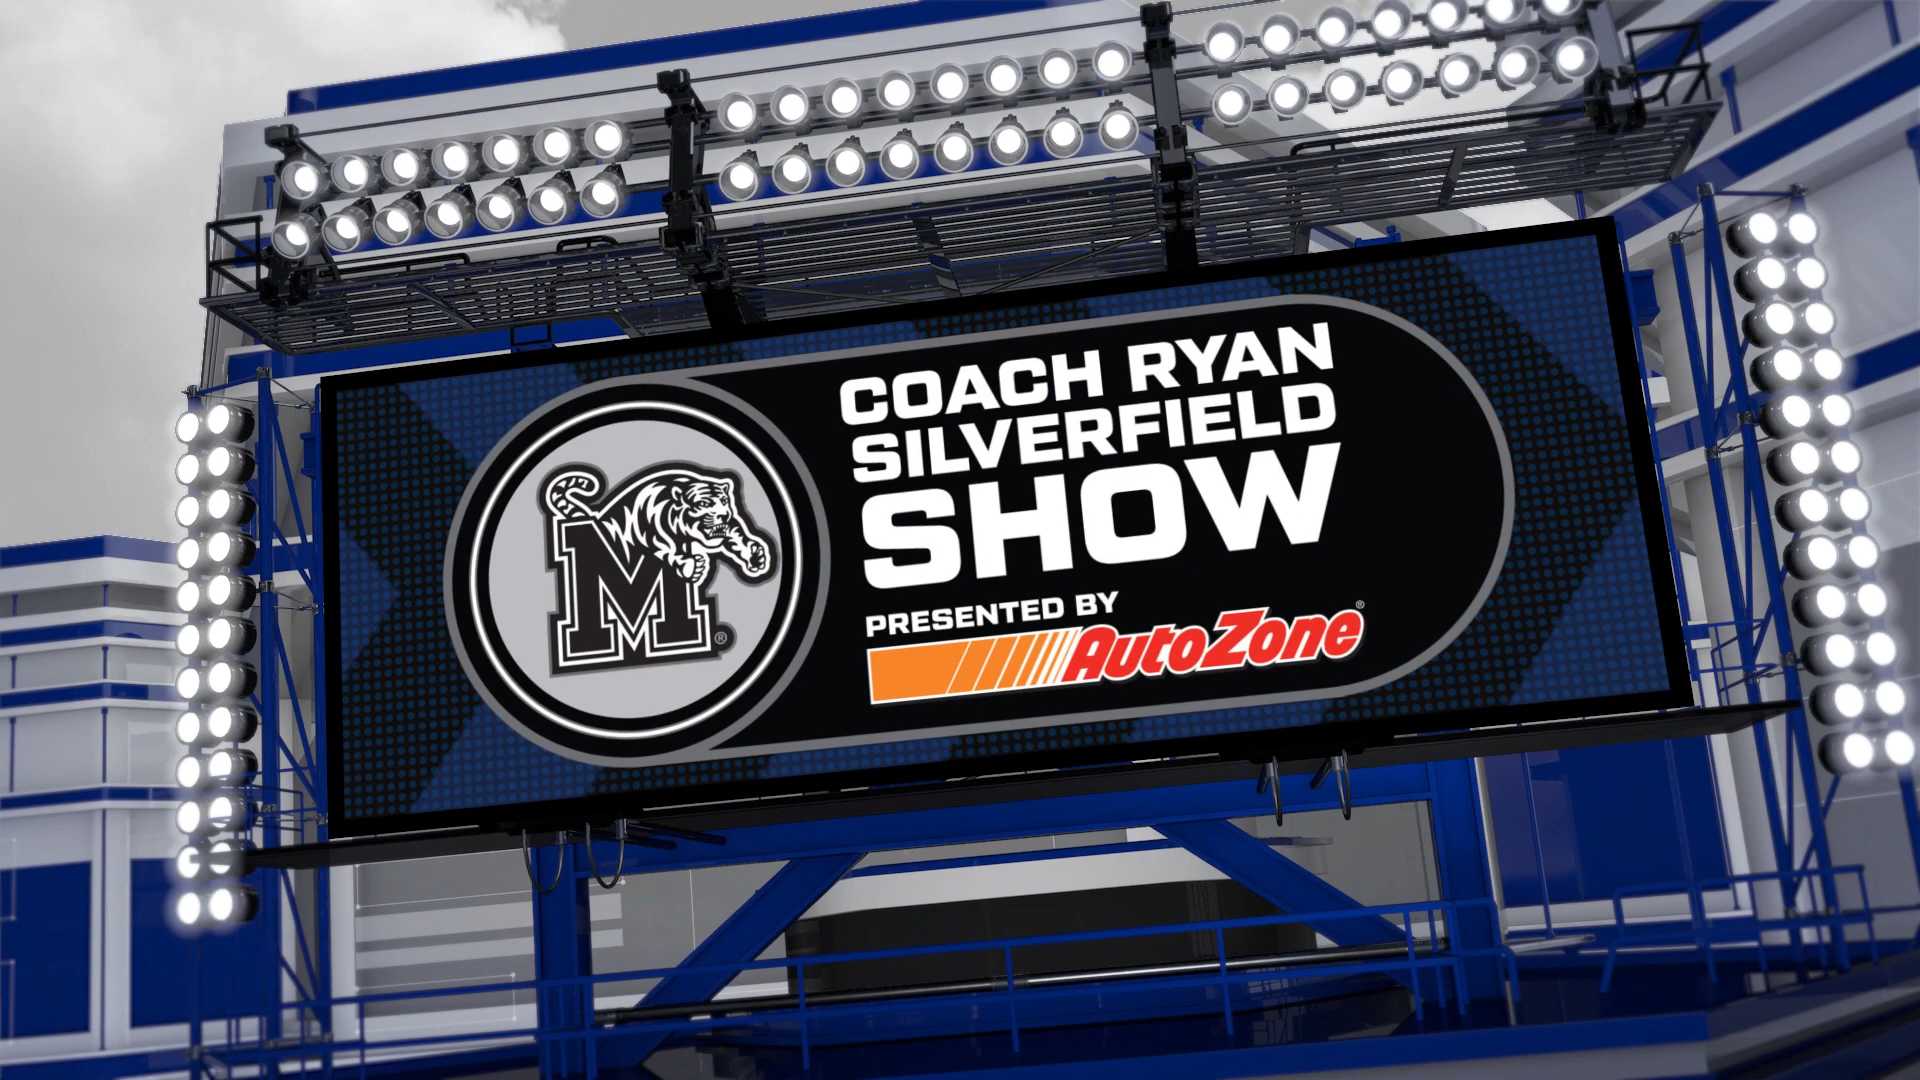 COACH RYAN
SILVERFIELD
SHOW
PRESENTED BY
AutoZone®
M®